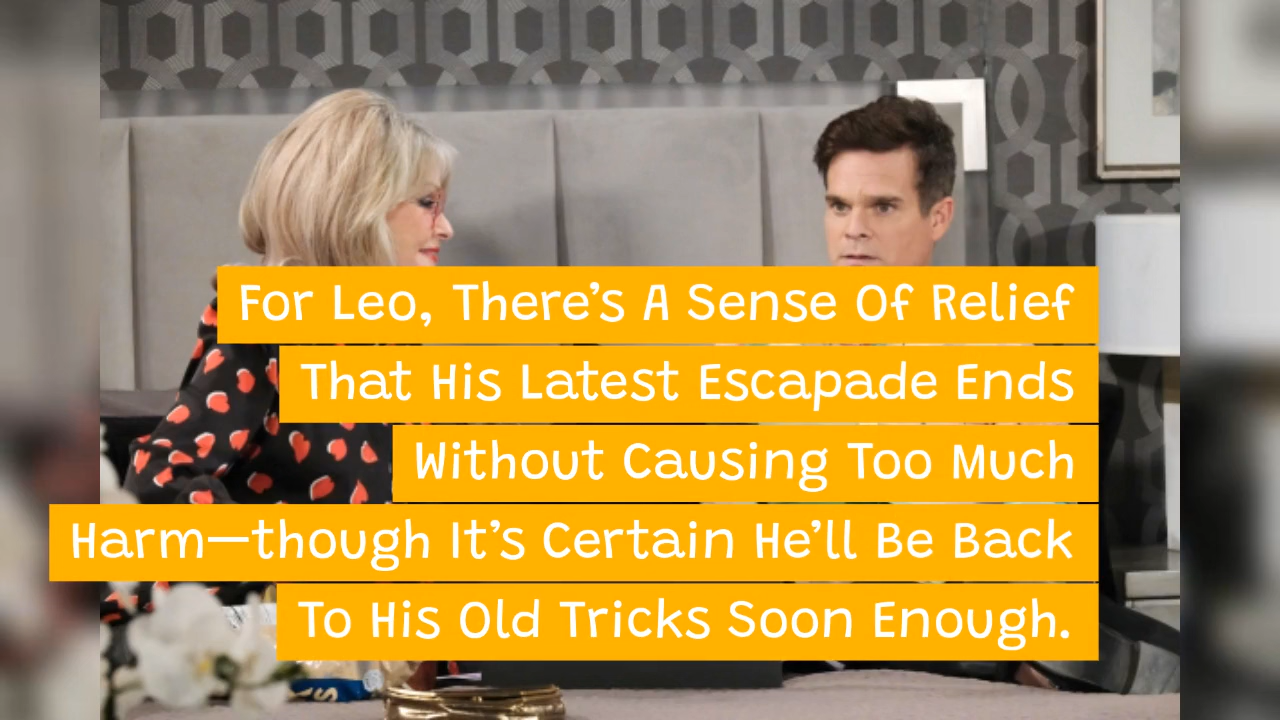 For Leo, There’s A Sense Of Relief
That His Latest Escapade Ends
Without Causing Too Much
Harm—though It’s Certain He’ll Be Back
To His Old Tricks Soon Enough.